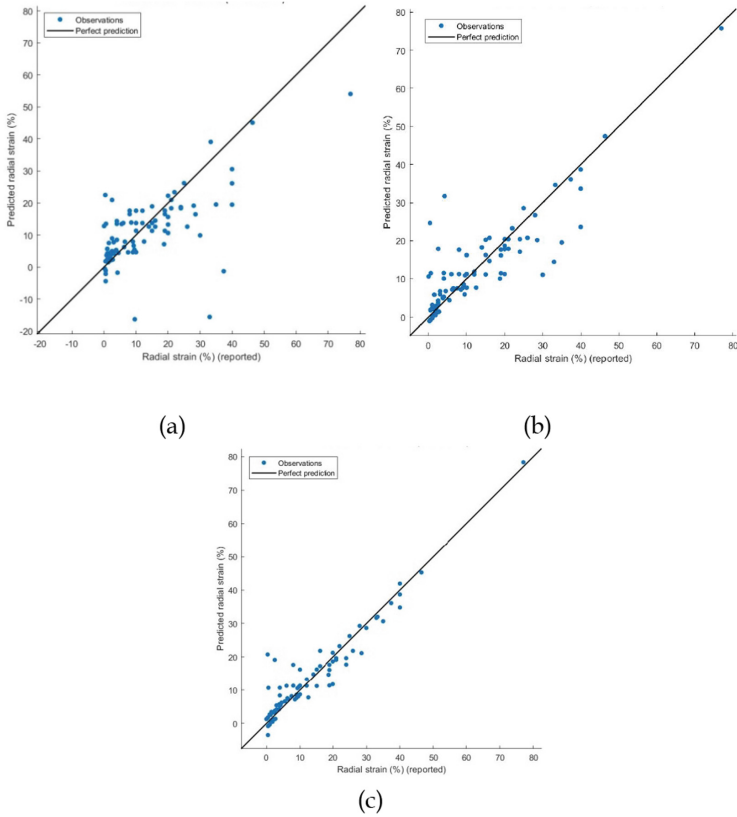 80
70
60
50
40
30
20
10
0
-10
-20
Observations
Perfect prediction
Predicted radial strain (%)
-20 -10 0 10 20 30 40 50 60 70 80
Radial strain (%) (reported)
(a)
80
70
60
50
40
30
20
10
0
Observations
Perfect prediction
Predicted radial strain (%)
0 10 20 30 40 50 60 70 80
Radial strain (%) (reported)
(b)
80
70
60
50
40
30
20
10
0
Observations
Perfect prediction
Predicted radial strain (%)
0 10 20 30 40 50 60 70 80
Radial strain (%) (reported)
(c)